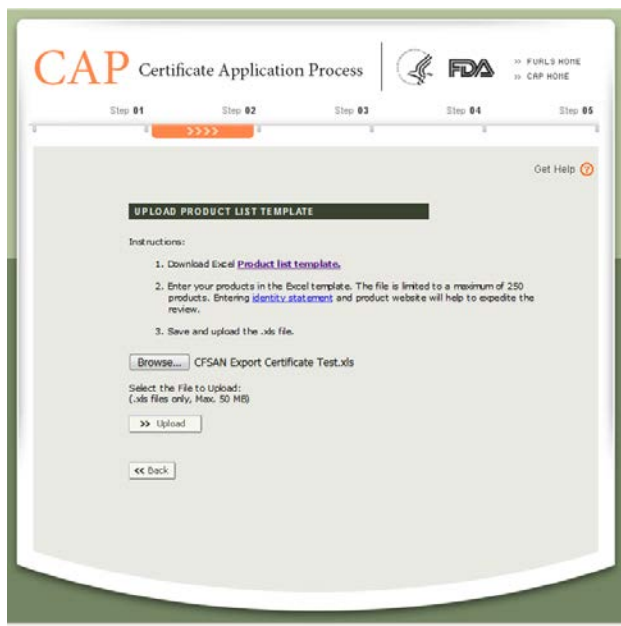 CAP Certificate Application Process
FDA
>> FURLS HOME
>> CAP HOME
Step 01 Step 02 Step 03 Step 04 Step 05
>>>>
Get Help ?
UPLOAD PRODUCT LIST TEMPLATE
Instructions:
1. Download Excel Product list template.
2. Enter your products in the Excel template. The file is limited to a maximum of 250
products. Entering identity statement and product website will help to expedite the
review.
3. Save and upload the .xls file.
Browse... CFSAN Export Certificate Test.xls
Select the File to Upload:
(.xls files only, Max. 50 MB)
>> Upload
<< Back